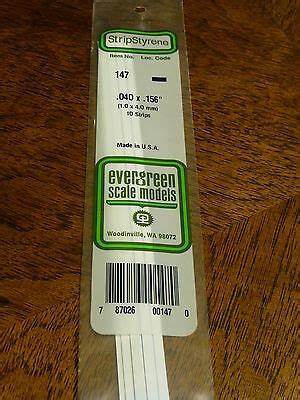 StripStyrene
Item No. Loc. Code
147
.040 x .156"
(1.0 x 4.0 mm)
10 Strips
Made in U.S.A.
evergreen
scale models
Woodinville, WA 98072
7 87026 00147 0